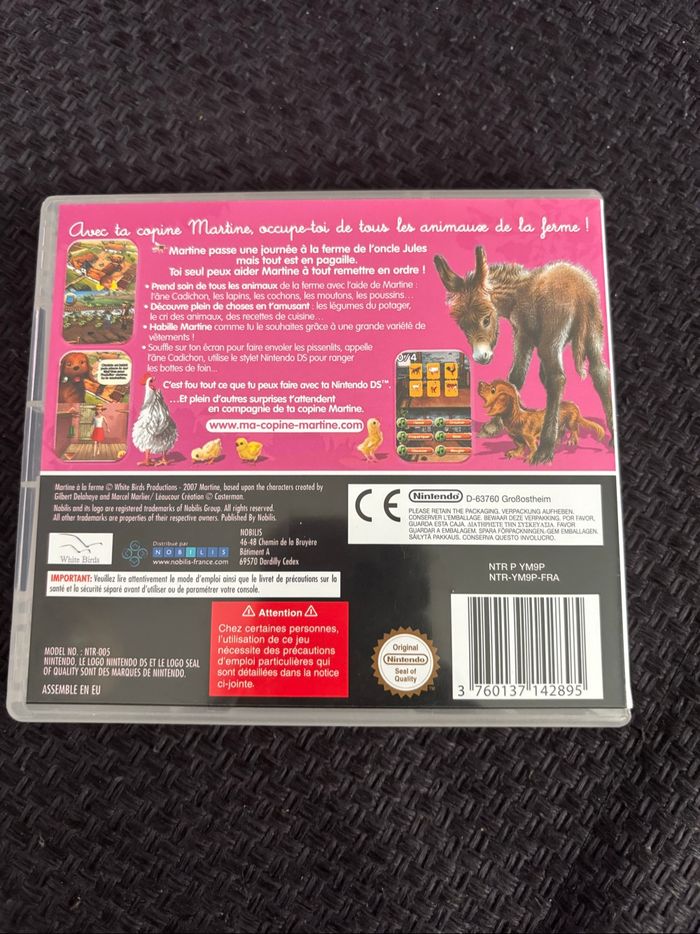 Avec ta copine Martine, occupe-toi de tous les animaux de la ferme !
Martine passe une journée à la ferme de l'oncle Jules
mais tout est en pagaille.
Toi seul peux aider Martine à tout remettre en ordre !
• Prend soin de tous les animaux de la ferme avec l'aide de Martine :
l'âne Cadichon, les lapins, les cochons, les moutons, les poussins...
• Découvre plein de choses en t'amusant : les légumes du potager,
le cri des animaux, des recettes de cuisine...
• Habille Martine comme tu le souhaites grâce à une grande variété de
vêtements !
• Souffle sur ton écran pour faire envoler les pissenlits, appelle
l'âne Cadichon, utilise le stylet Nintendo DS pour ranger
les bottes de foin...
C'est fou tout ce que tu peux faire avec ta Nintendo DS™.
...Et plein d'autres surprises t'attendent
en compagnie de ta copine Martine.
www.ma-copine-martine.com
0/4
Martine à la ferme © White Birds Productions - 2007 Martine, based upon the characters created by
Gilbert Delahaye and Marcel Marlier/ Léaucour Création © Casterman.
Nobilis and its logo are registered trademarks of Nobilis Group. All rights reserved.
All other trademarks are properties of their respective owners. Published By Nobilis.
White Birds
Distribué par
NOBILIS
www.nobilis-france.com
NOBILIS
46-48 Chemin de la Bruyère
Bâtiment A
69570 Dardilly Cedex
IMPORTANT: Veuillez lire attentivement le mode d'emploi ainsi que le livret de précautions sur la
santé et la sécurité séparé avant d'utiliser ou de paramétrer votre console.
CE
Nintendo D-63760 Großostheim
PLEASE RETAIN THE PACKAGING. VERPACKUNG AUFHEBEN.
CONSERVER L'EMBALLAGE. BEWAAR DEZE VERPAKKING. POR FAVOR,
GUARDA ESTA CAJA. ΔΙΑΤΗΡΗΣΤΕ ΤΗΝ ΣΥΣΚΕΥΑΣΙΑ. FAVOR
GUARDAR A EMBALAGEM. SPARA FÖRPACKNINGEN. GEM EMBALLAGEN.
SÄILYTÄ PAKKAUS. CONSERVA QUESTO INVOLUCRO.
NTR P YM9P
NTR-YM9P-FRA
MODEL NO. : NTR-005
NINTENDO, LE LOGO NINTENDO DS ET LE LOGO SEAL
OF QUALITY SONT DES MARQUES DE NINTENDO.
ASSEMBLE EN EU
⚠ Attention ⚠
Chez certaines personnes,
l'utilisation de ce jeu
nécessite des précautions
d'emploi particulières qui
sont détaillées dans la notice
ci-jointe.
Original
Nintendo
Seal of
Quality
3 760137 142895